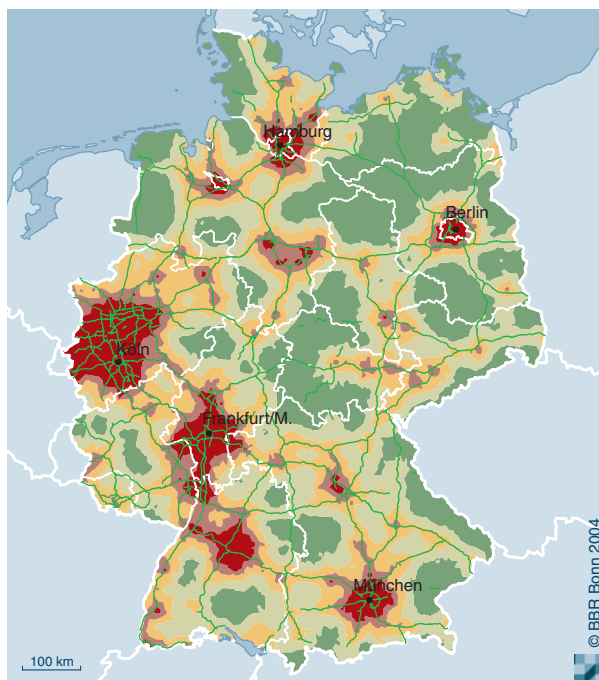 Hamburg
Berlin
Köln
Frankfurt/M.
München
100 km
© BBR Bonn 2004